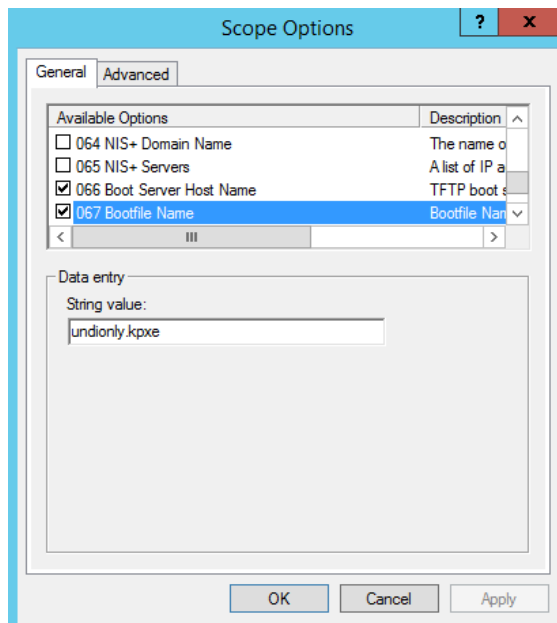 Scope Options
? x
General Advanced
Available Options Description
064 NIS+ Domain Name The name o
065 NIS+ Servers A list of IP a
066 Boot Server Host Name TFTP boot s
067 Bootfile Name Bootfile Nan
Data entry
String value:
undionly.kpxe
OK Cancel Apply